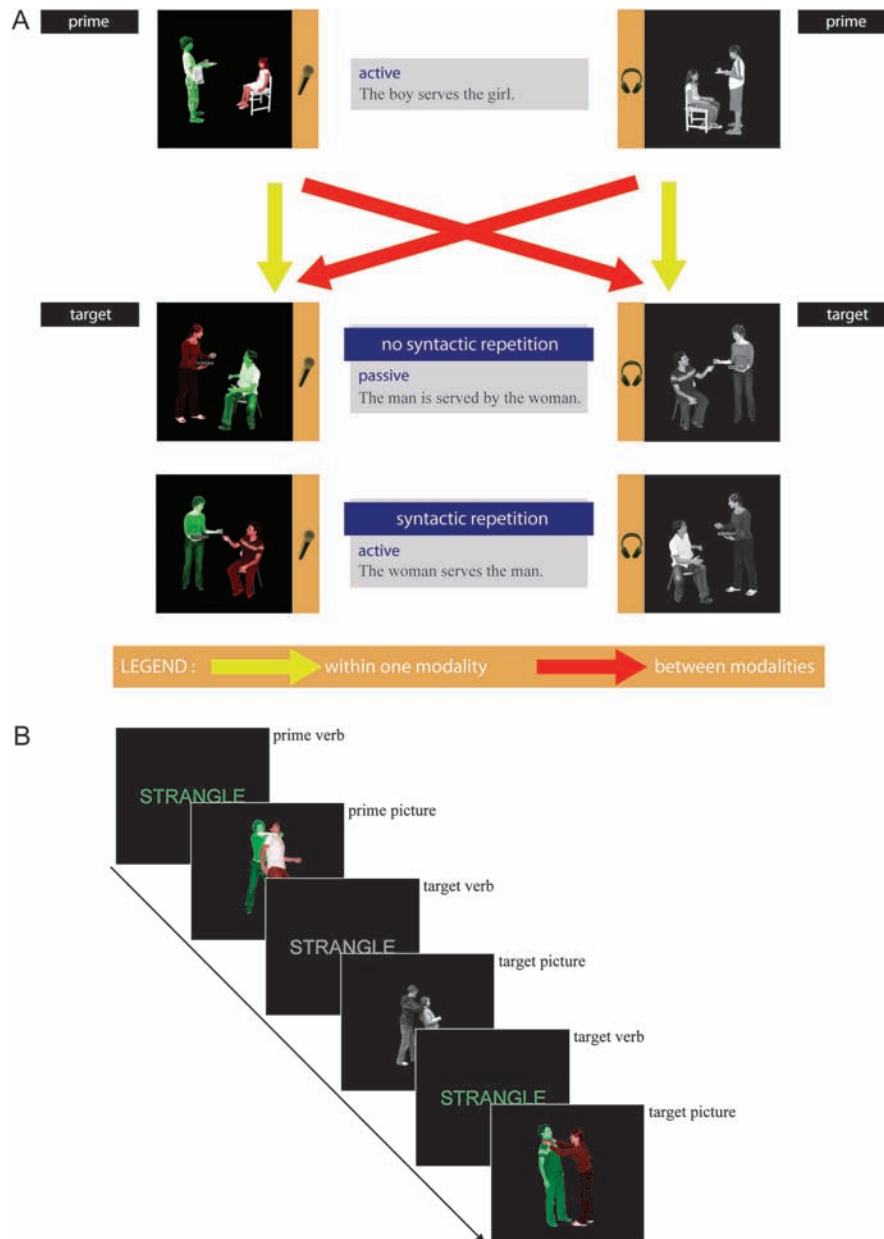 A
prime
prime
active
The boy serves the girl.
target
target
no syntactic repetition
passive
The man is served by the woman.
syntactic repetition
active
The woman serves the man.
LEGEND : within one modality between modalities
B
prime verb
STRANGLE
prime picture
target verb
STRANGLE
target picture
target verb
STRANGLE
target picture